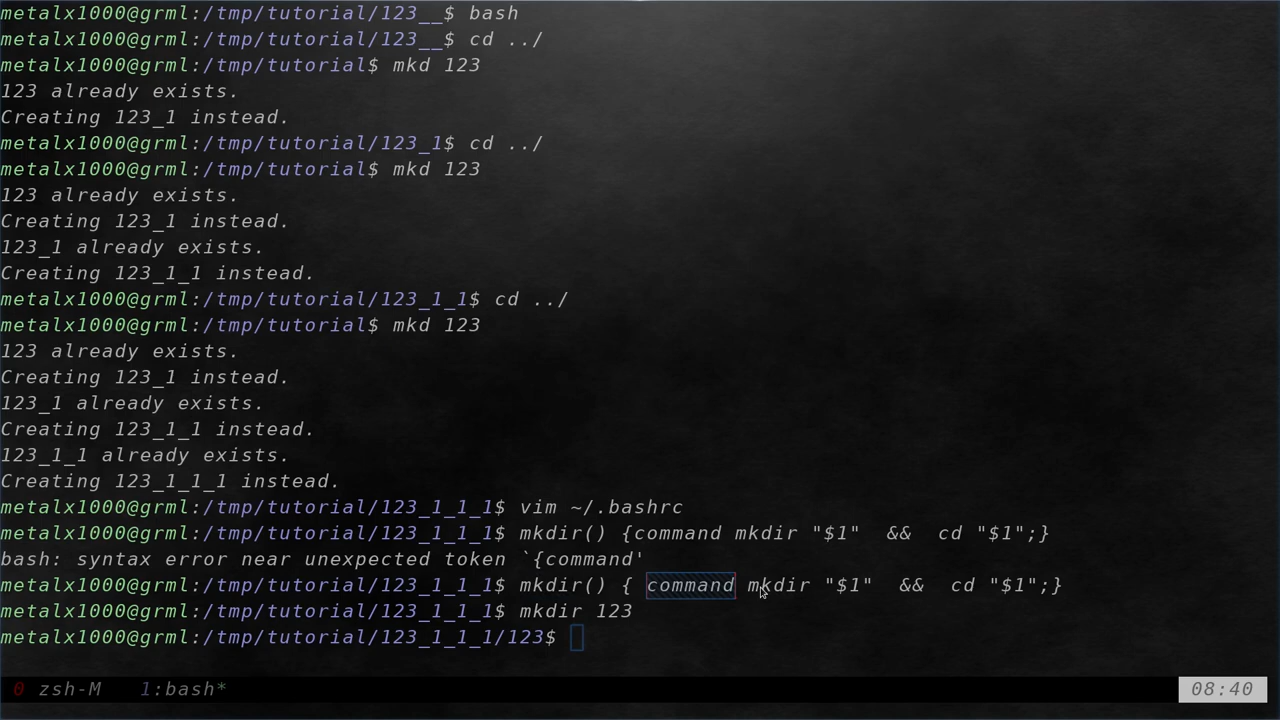 metalx1000@grml:/tmp/tutorial/123__$ bash
metalx1000@grml:/tmp/tutorial/123__$ cd ../
metalx1000@grml:/tmp/tutorial$ mkd 123
123 already exists.
Creating 123_1 instead.
metalx1000@grml:/tmp/tutorial/123_1$ cd ../
metalx1000@grml:/tmp/tutorial$ mkd 123
123 already exists.
Creating 123_1 instead.
123_1 already exists.
Creating 123_1_1 instead.
metalx1000@grml:/tmp/tutorial/123_1_1$ cd ../
metalx1000@grml:/tmp/tutorial$ mkd 123
123 already exists.
Creating 123_1 instead.
123_1 already exists.
Creating 123_1_1 instead.
123_1_1 already exists.
Creating 123_1_1_1 instead.
metalx1000@grml:/tmp/tutorial/123_1_1_1$ vim ~/.bashrc
metalx1000@grml:/tmp/tutorial/123_1_1_1$ mkdir() {command mkdir "$1"  &&  cd "$1";}
bash: syntax error near unexpected token `{command'
metalx1000@grml:/tmp/tutorial/123_1_1_1$ mkdir() { command mkdir "$1"  &&  cd "$1";}
metalx1000@grml:/tmp/tutorial/123_1_1_1$ mkdir 123
metalx1000@grml:/tmp/tutorial/123_1_1_1/123$
0 zsh-M  1:bash* 08:40